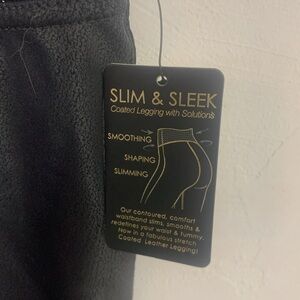 SLIM & SLEEK
Coated Legging with Solutions
SMOOTHING
SHAPING
SLIMMING
Our contoured, comfort
waistband slims, smooths &
redefines your waist & tummy.
Now in a fabulous stretch
Coated Leather Legging!